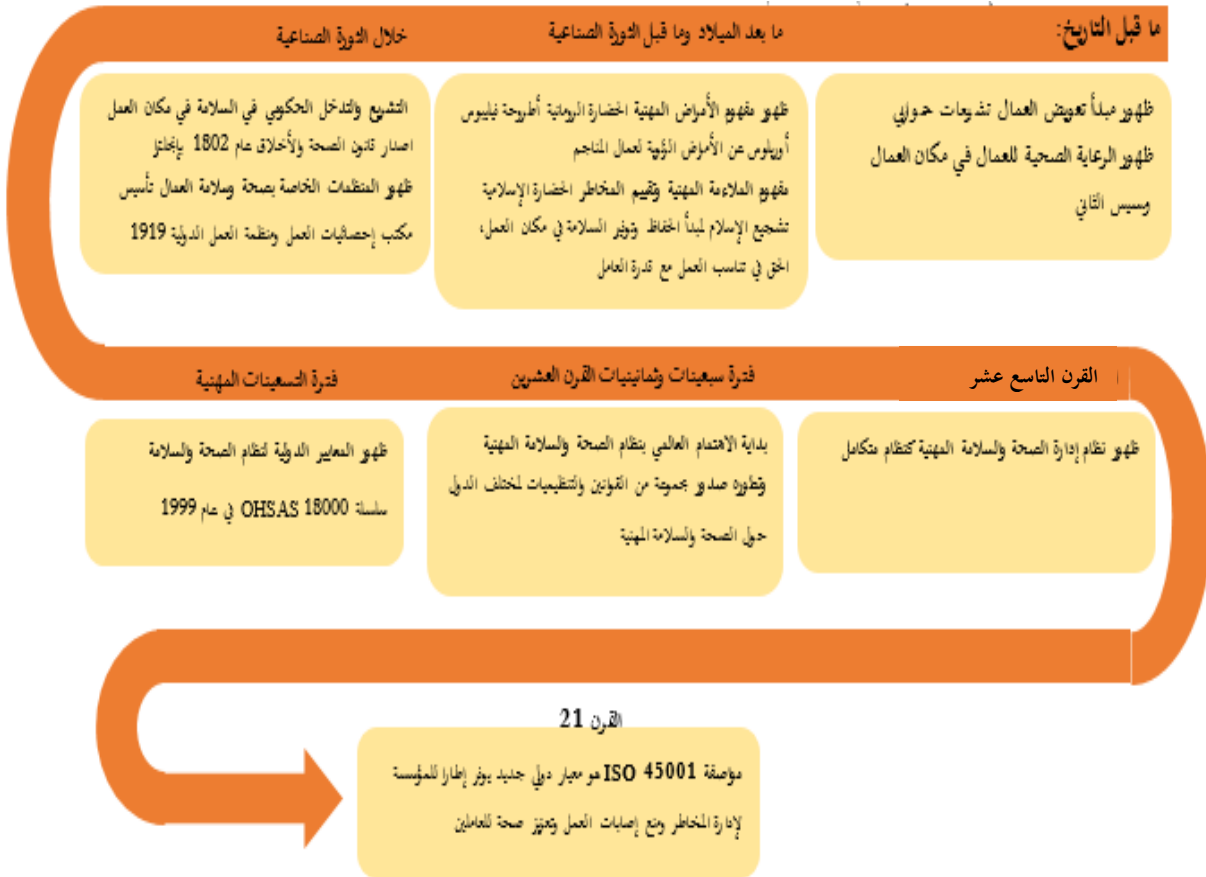 ما قبل التاريخ:
ظهور مبدأ تعويض العمال تشريعات حمورابي
ظهور الرعاية الصحية للعمال في مكان العمال
رمسيس الثاني
ما بعد الميلاد وما قبل الثورة الصناعية
ظهور مفهوم الأمراض المهنية الحضارة الرومانية أطروحة فيليبوس
أوريلوس عن الأمراض الرئوية لعمال المناجم
مفهوم الملاءمة المهنية وتقييم المخاطر الحضارة الإسلامية
تشجيع الإسلام لمبدأ الحفاظ وتوفير السلامة في مكان العمل،
الحق في تناسب العمل مع قدرة العامل
خلال الثورة الصناعية
التشريع والتدخل الحكومي في السلامة في مكان العمل
اصدار قانون الصحة والأخلاق عام 1802 بإنجلترا
ظهور المنظمات الخاصة بصحة وسلامة العمال تأسيس
مكتب إحصائيات العمل ومنظمة العمل الدولية 1919
القرن التاسع عشر
ظهور نظام إدارة الصحة والسلامة المهنية كنظام متكامل
فترة سبعينات وثمانينيات القرن العشرين
بداية الاهتمام العالمي بنظام الصحة والسلامة المهنية
وتطوره صدور مجموعة من القوانين والتنظيمات لمختلف الدول
حول الصحة والسلامة المهنية
فترة التسعينات المهنية
ظهور المعايير الدولية لنظام الصحة والسلامة
سلسلة OHSAS 18000 في عام 1999
القرن 21
مواصفة ISO 45001 هو معيار دولي جديد يوفر إطارا للمؤسسة
لإدارة المخاطر ومنع إصابات العمل وتعزيز صحة للعاملين